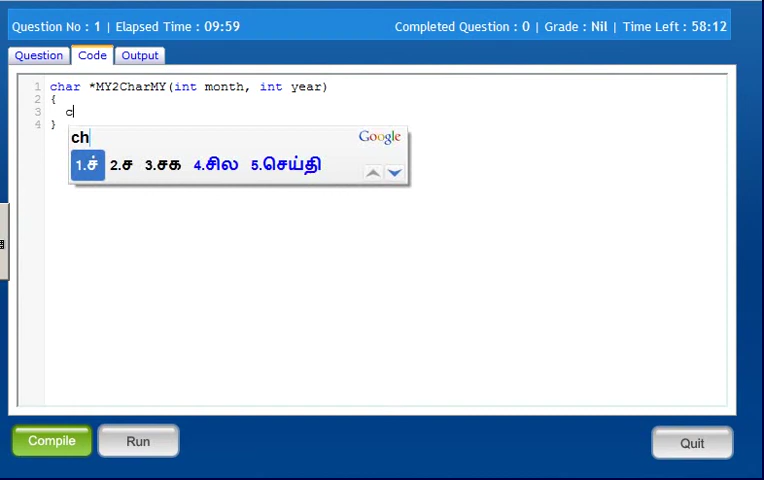 Question No : 1 | Elapsed Time : 09:59 Completed Question : 0 | Grade : Nil | Time Left : 58:12
Question Code Output
1 char *MY2CharMY(int month, int year)
2 {
3 c
4 }
ch Google
1.ச் 2.ச 3.சக 4.சில 5.செய்தி
Compile Run Quit